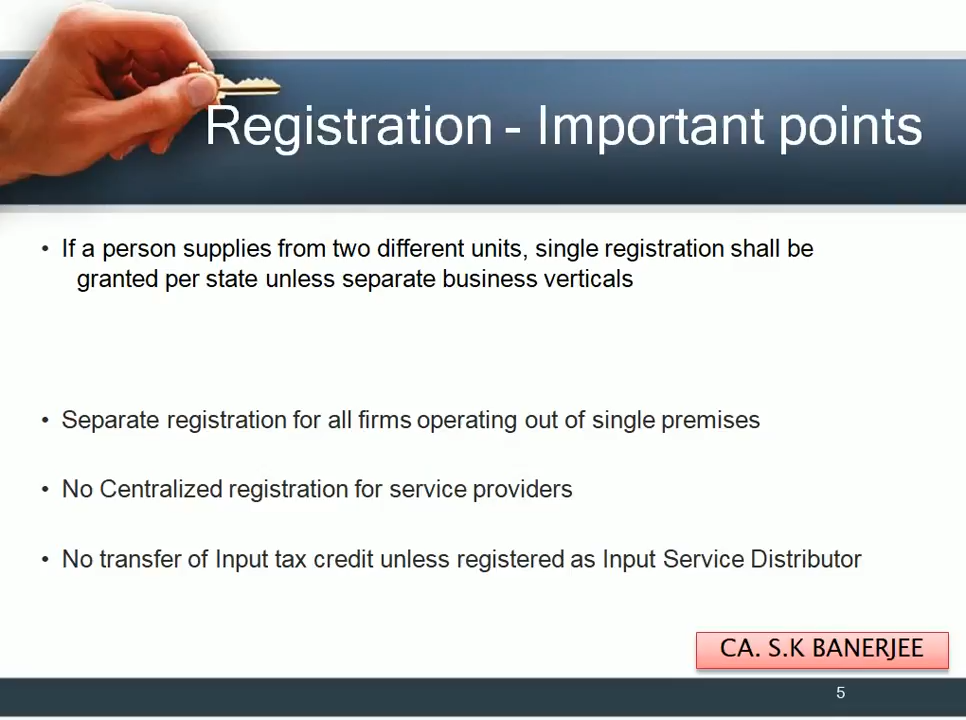 Registration - Important points
• If a person supplies from two different units, single registration shall be
granted per state unless separate business verticals
• Separate registration for all firms operating out of single premises
• No Centralized registration for service providers
• No transfer of Input tax credit unless registered as Input Service Distributor
CA. S.K BANERJEE
5